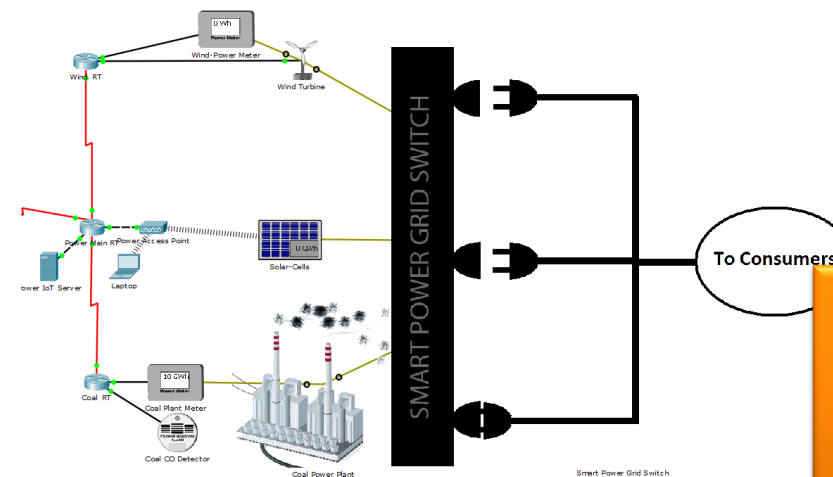 0 Wh
Power Meter
Wind-Power Meter
Wind RT
Wind Turbine
SMART POWER GRID SWITCH
Power Main RT
Power Access Point
Solar-Cells
To Consumers
ower IoT Server
Laptop
10 GWh
Power Meter
Coal RT
Coal Plant Meter
CARBON MONOXIDE
Coal CO Detector
Coal Power Plant
Smart Power Grid Switch